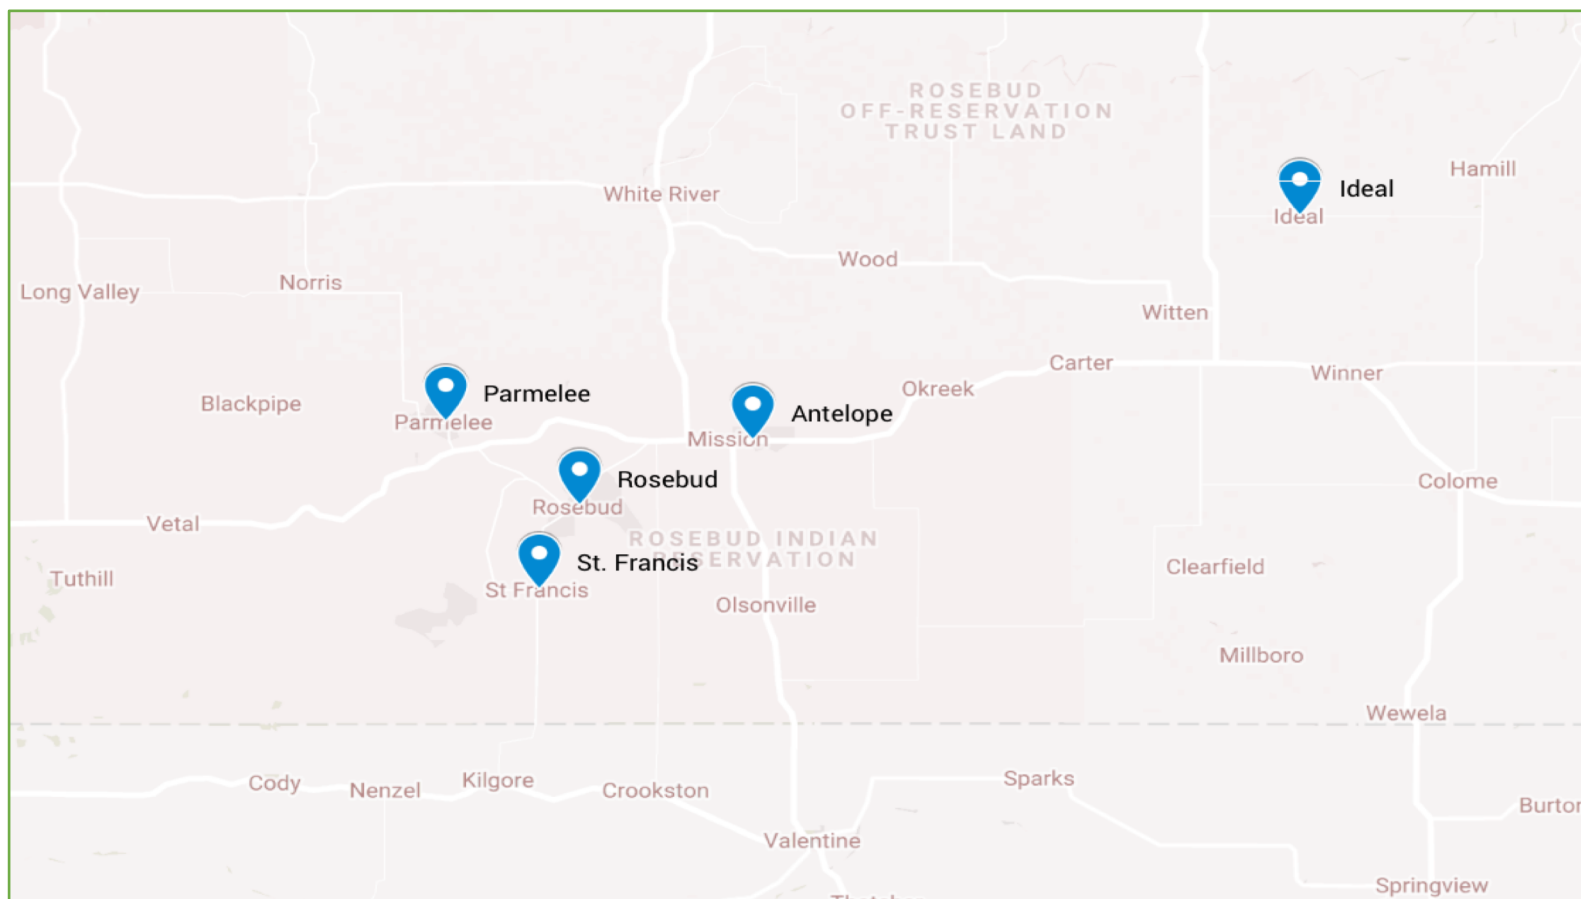 ROSEBUD
OFF-RESERVATION
TRUST LAND
Hamill
Ideal
Ideal
White River
Wood
Norris
Long Valley
Witten
Carter
Winner
Okreek
Parmelee
Parmelee
Blackpipe
Antelope
Mission
Rosebud
Rosebud
Colome
Vetal
ROSEBUD INDIAN
RESERVATION
St. Francis
St Francis
Clearfield
Tuthill
Olsonville
Millboro
Wewela
Cody
Nenzel
Kilgore
Crookston
Sparks
Burton
Valentine
Springview